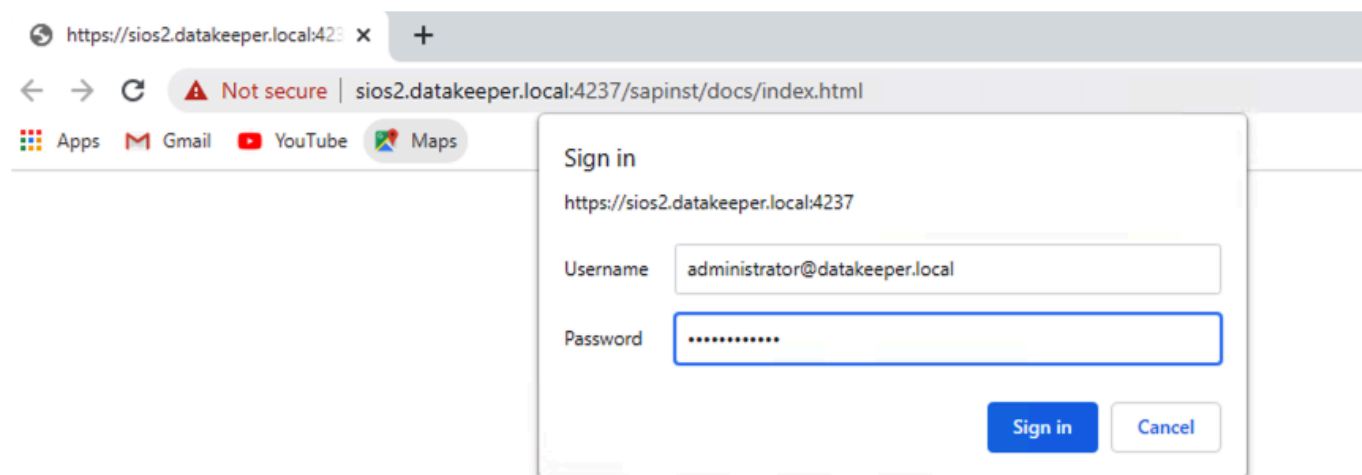 https://sios2.datakeeper.local:423
Not secure sios2.datakeeper.local:4237/sapinst/docs/index.html
Apps Gmail YouTube Maps
Sign in
https://sios2.datakeeper.local:4237
Username administrator@datakeeper.local
Password ••••••••••••
Sign in Cancel